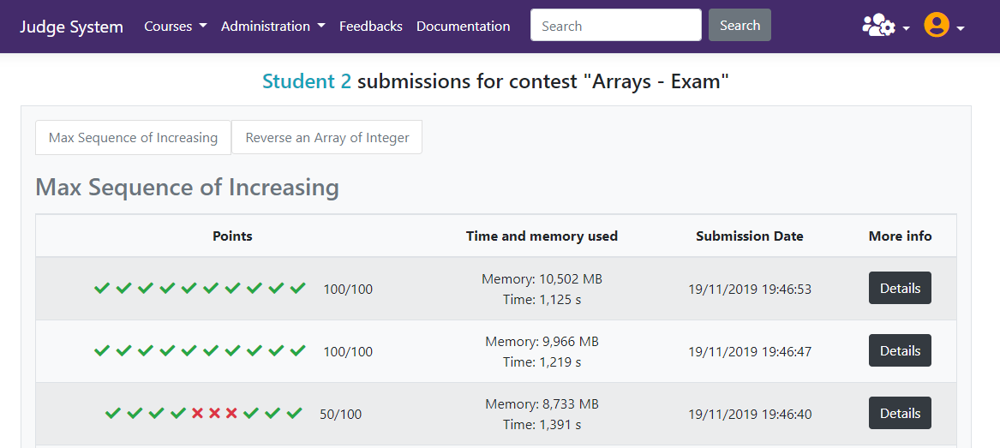 Judge System Courses Administration Feedbacks Documentation Search Search
Student 2 submissions for contest "Arrays - Exam"
Max Sequence of Increasing Reverse an Array of Integer
Max Sequence of Increasing
Points Time and memory used Submission Date More info
100/100 Memory: 10,502 MB 19/11/2019 19:46:53 Details
Time: 1,125 s
100/100 Memory: 9,966 MB 19/11/2019 19:46:47 Details
Time: 1,219 s
50/100 Memory: 8,733 MB 19/11/2019 19:46:40 Details
Time: 1,391 s